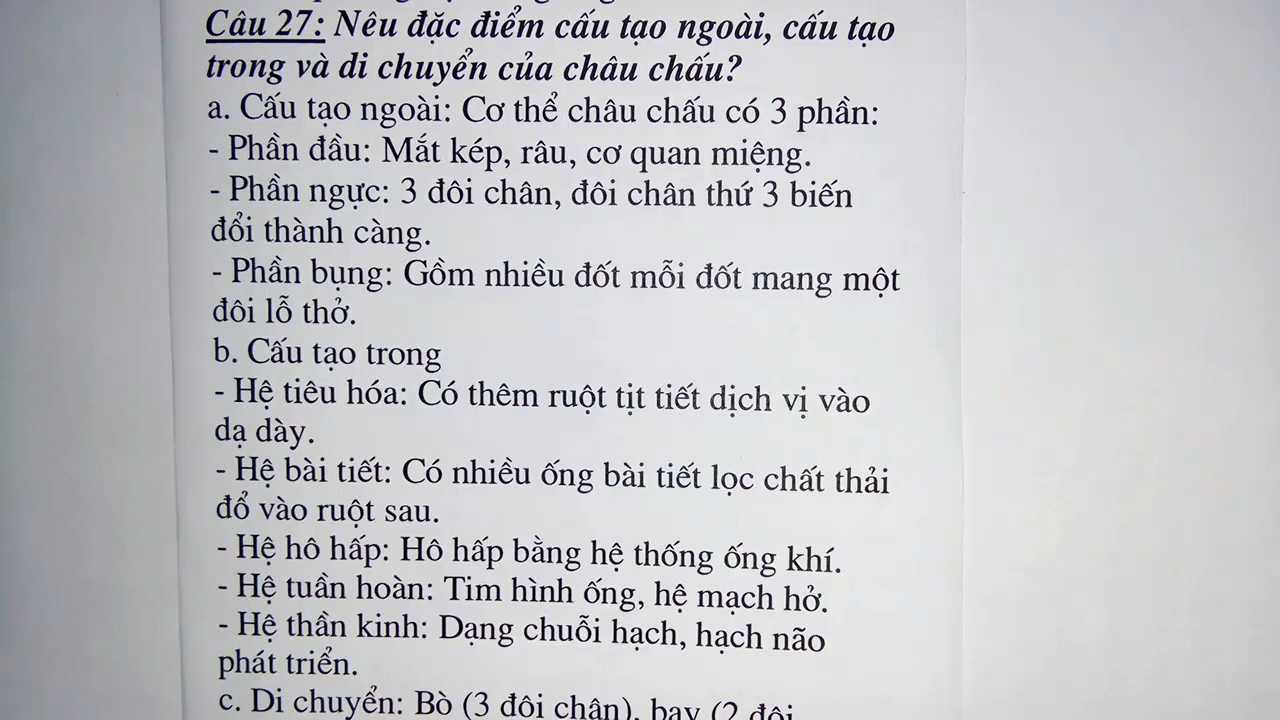 Câu 27: Nêu đặc điểm cấu tạo ngoài, cấu tạo
trong và di chuyển của châu chấu?
a. Cấu tạo ngoài: Cơ thể châu chấu có 3 phần:
- Phần đầu: Mắt kép, râu, cơ quan miệng.
- Phần ngực: 3 đôi chân, đôi chân thứ 3 biến
đổi thành càng.
- Phần bụng: Gồm nhiều đốt mỗi đốt mang một
đôi lỗ thở.
b. Cấu tạo trong
- Hệ tiêu hóa: Có thêm ruột tịt tiết dịch vị vào
dạ dày.
- Hệ bài tiết: Có nhiều ống bài tiết lọc chất thải
đổ vào ruột sau.
- Hệ hô hấp: Hô hấp bằng hệ thống ống khí.
- Hệ tuần hoàn: Tim hình ống, hệ mạch hở.
- Hệ thần kinh: Dạng chuỗi hạch, hạch não
phát triển.
c. Di chuyển: Bò (3 đôi chân), bay (2 đôi